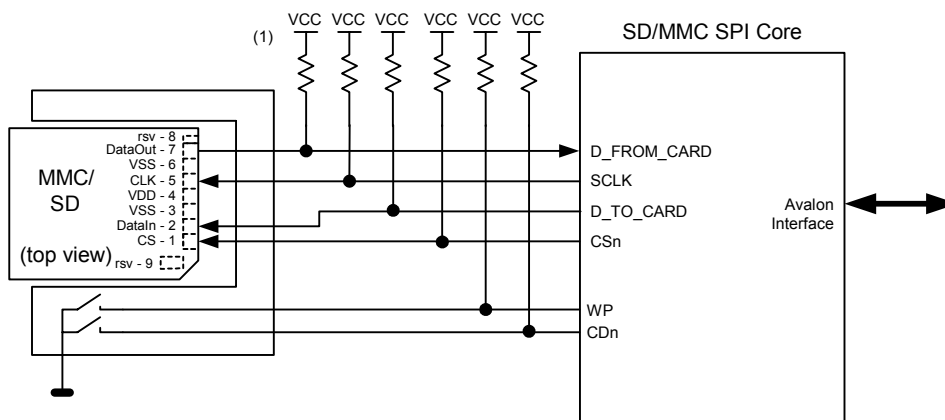 VCC VCC VCC VCC VCC VCC
(1)
SD/MMC SPI Core
rsv - 8
DataOut - 7
VSS - 6
CLK - 5
VDD - 4
VSS - 3
DataIn - 2
CS - 1
rsv - 9
MMC/
SD
(top view)
D_FROM_CARD
SCLK
D_TO_CARD
CSn
WP
CDn
Avalon
Interface